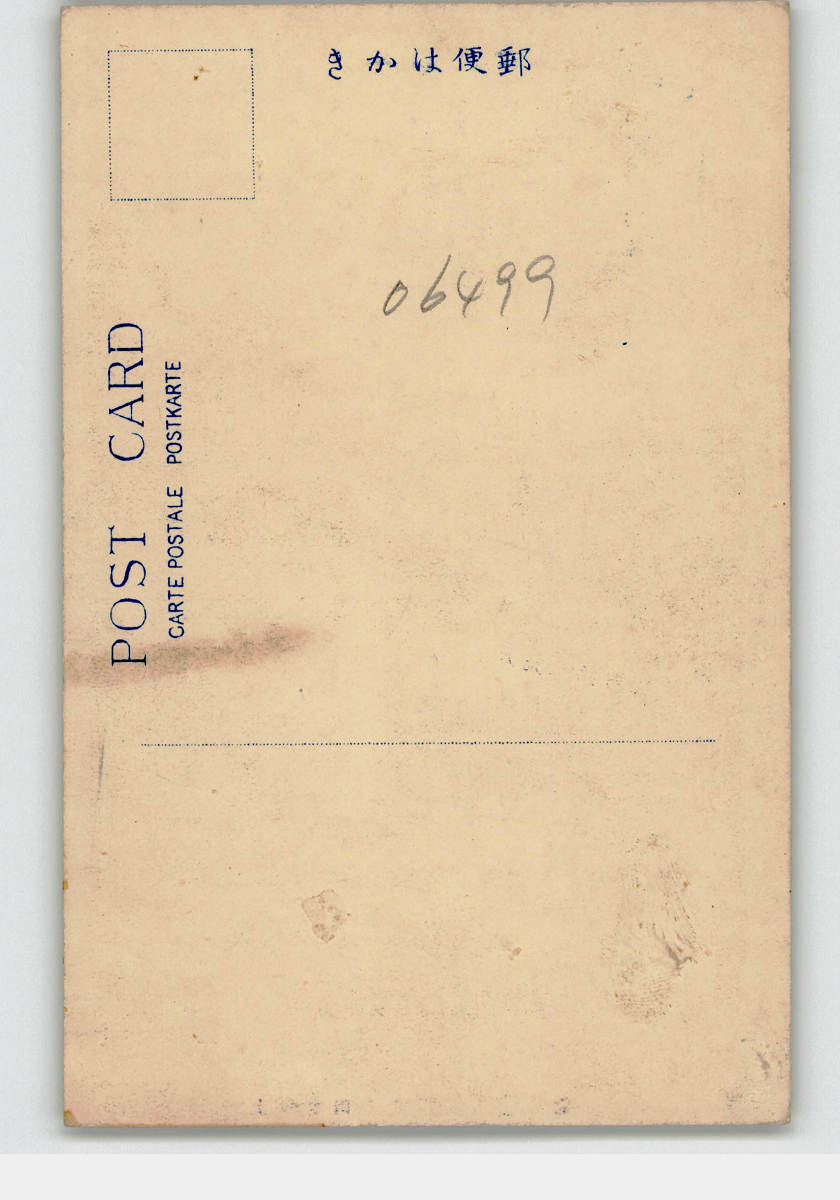 郵便はかき
06499
POST CARD
CARTE POSTALE POSTKARTE